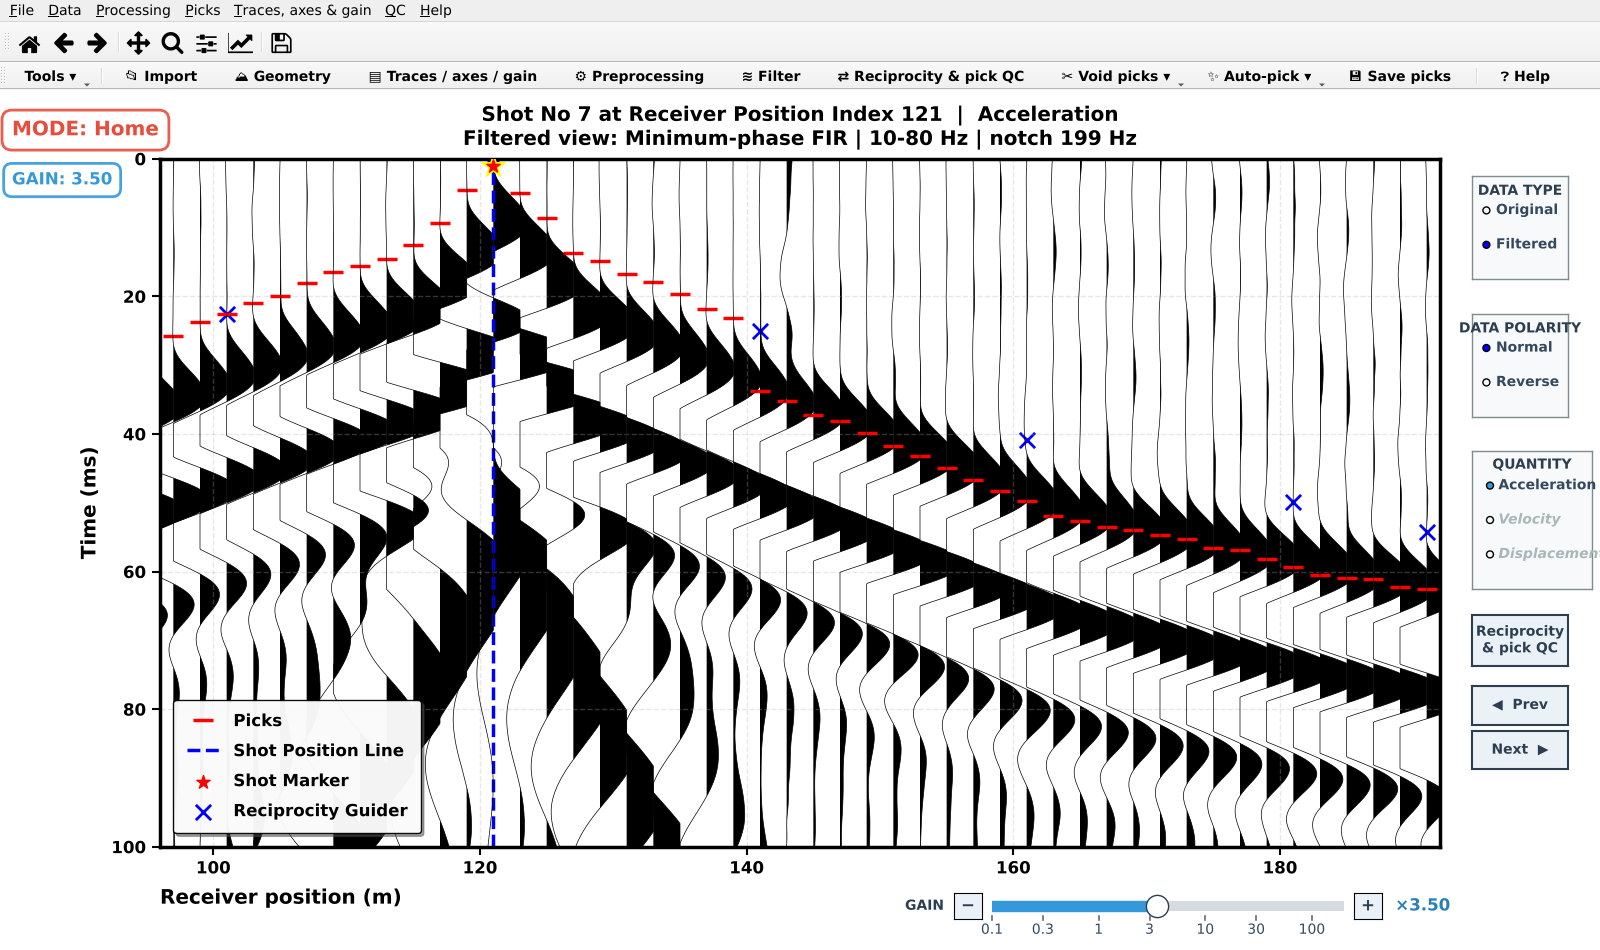 File Data Processing Picks Traces, axes & gain QC Help
Tools ▾ Import Geometry Traces / axes / gain Preprocessing Filter Reciprocity & pick QC Void picks ▾ Auto-pick ▾ Save picks ? Help
MODE: Home
GAIN: 3.50
Shot No 7 at Receiver Position Index 121 | Acceleration
Filtered view: Minimum-phase FIR | 10-80 Hz | notch 199 Hz
0
20
40
60
80
100
Time (ms)
100 120 140 160 180
Receiver position (m)
Picks
Shot Position Line
Shot Marker
Reciprocity Guider
DATA TYPE
Original
Filtered
DATA POLARITY
Normal
Reverse
QUANTITY
Acceleration
Velocity
Displacement
Reciprocity
& pick QC
◀ Prev
Next ▶
GAIN − + ×3.50
0.1 0.3 1 3 10 30 100